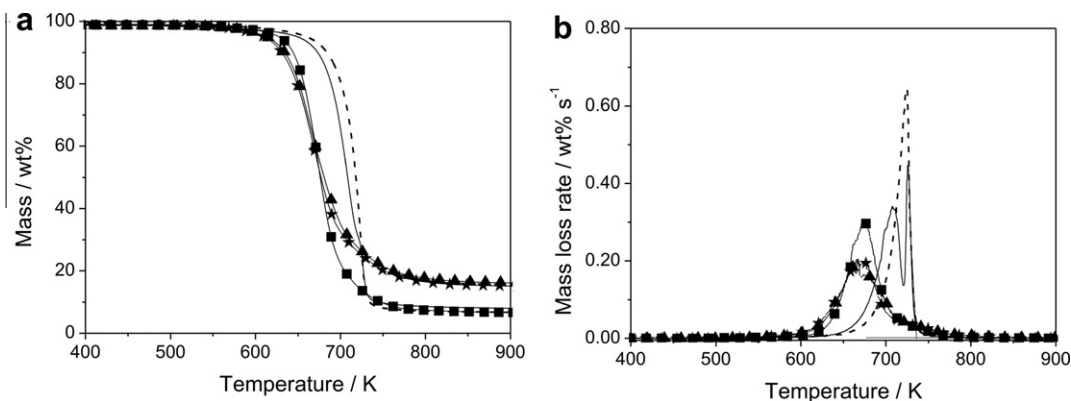 a
100
80
60
40
20
0
Mass / wt%
400 500 600 700 800 900
Temperature / K
b
0.80
0.60
0.40
0.20
0.00
Mass loss rate / wt% s⁻¹
400 500 600 700 800 900
Temperature / K